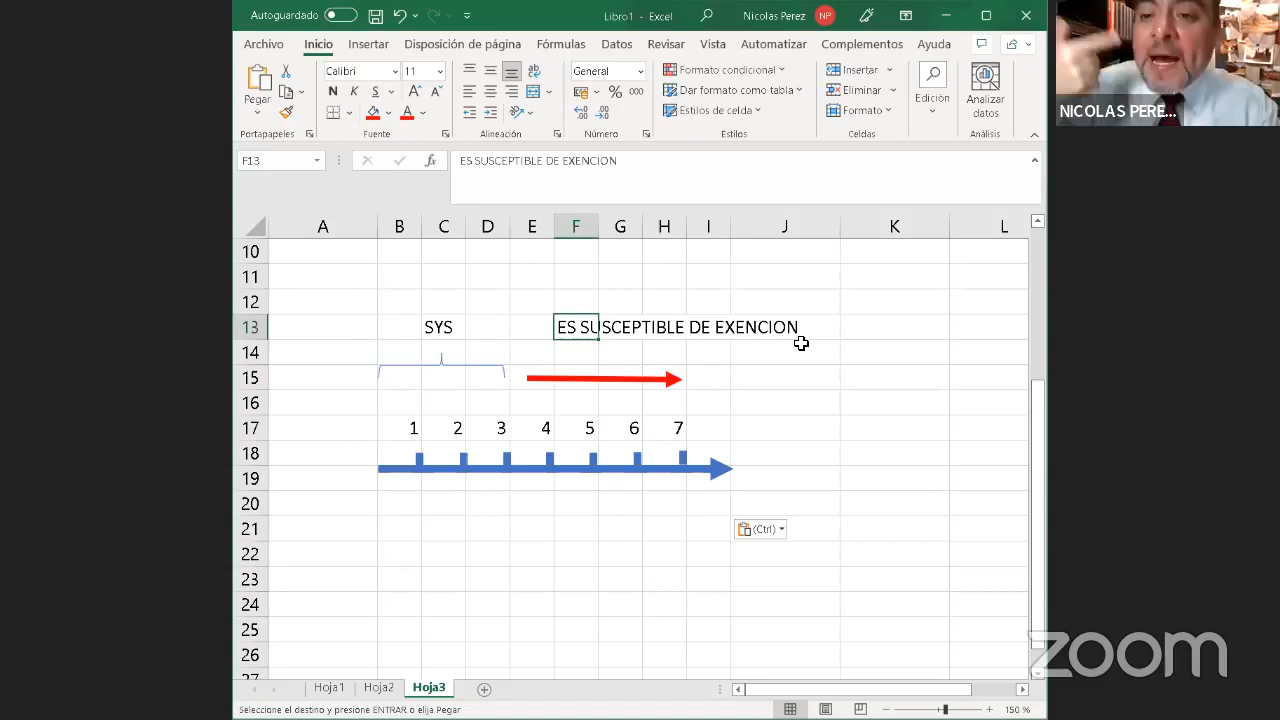 Autoguardado
Libro1 - Excel
Nicolas Perez
NP
Archivo Inicio Insertar Disposición de página Fórmulas Datos Revisar Vista Automatizar Complementos Ayuda
Pegar
Portapapeles
Calibri 11
N K S
A A
A
Fuente
Alineación
General
% 000
Número
Formato condicional
Dar formato como tabla
Estilos de celda
Estilos
Insertar
Eliminar
Formato
Celdas
Edición
Analizar datos
Análisis
NICOLAS PERE...
F13
fx
ES SUSCEPTIBLE DE EXENCION
A B C D E F G H I J K L
10
11
12
13 SYS ES SUSCEPTIBLE DE EXENCION
14
15
16
17 1 2 3 4 5 6 7
18
19
20
21 (Ctrl)
22
23
24
25
26
27
zoom
Hoja1 Hoja2 Hoja3
Seleccione el destino y presione ENTRAR o elija Pegar
150 %